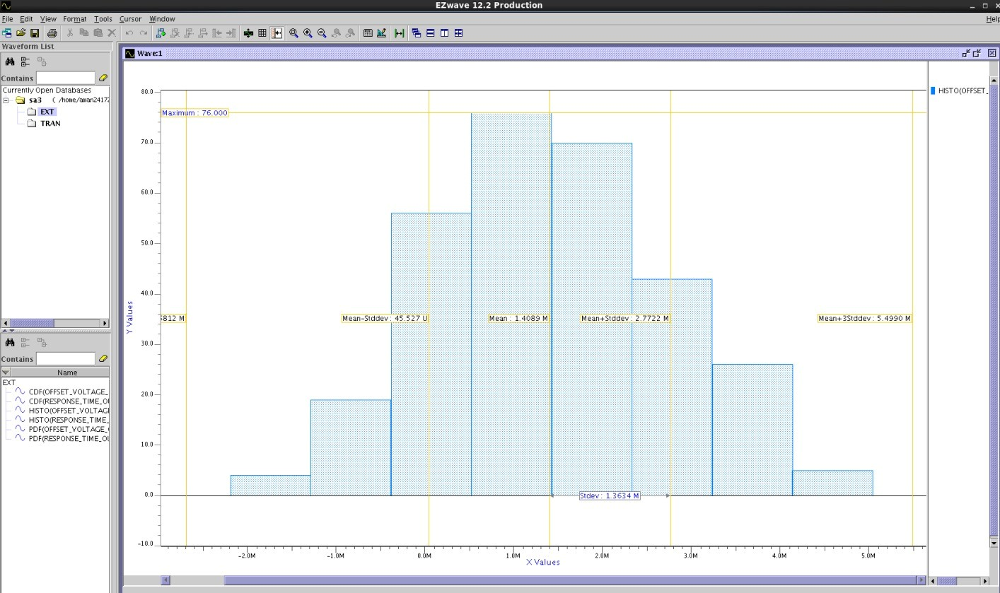 EZwave 12.2 Production
File Edit View Format Tools Cursor Window Help
Waveform List
Contains
Currently Open Databases
sa3 ( /home/aman2417
EXT
TRAN
Contains
Name
EXT
CDF(OFFSET_VOLTAGE_
CDF(RESPONSE_TIME_
HISTO(OFFSET_VOLTAG
HISTO(RESPONSE_TIME_
PDF(OFFSET_VOLTAGE_
PDF(RESPONSE_TIME_
Wave:1
HISTO(OFFSET_
80.0
Maximum : 76.000
70.0
60.0
50.0
40.0
Y Values
812 M
Mean-Stddev : 45.527 U
Mean : 1.4089 M
Mean+Stddev : 2.7722 M
Mean+3Stddev : 5.4990 M
30.0
20.0
10.0
0.0
Stdev : 1.3634 M
-10.0
-2.0M -1.0M 0.0M 1.0M 2.0M 3.0M 4.0M 5.0M
X Values